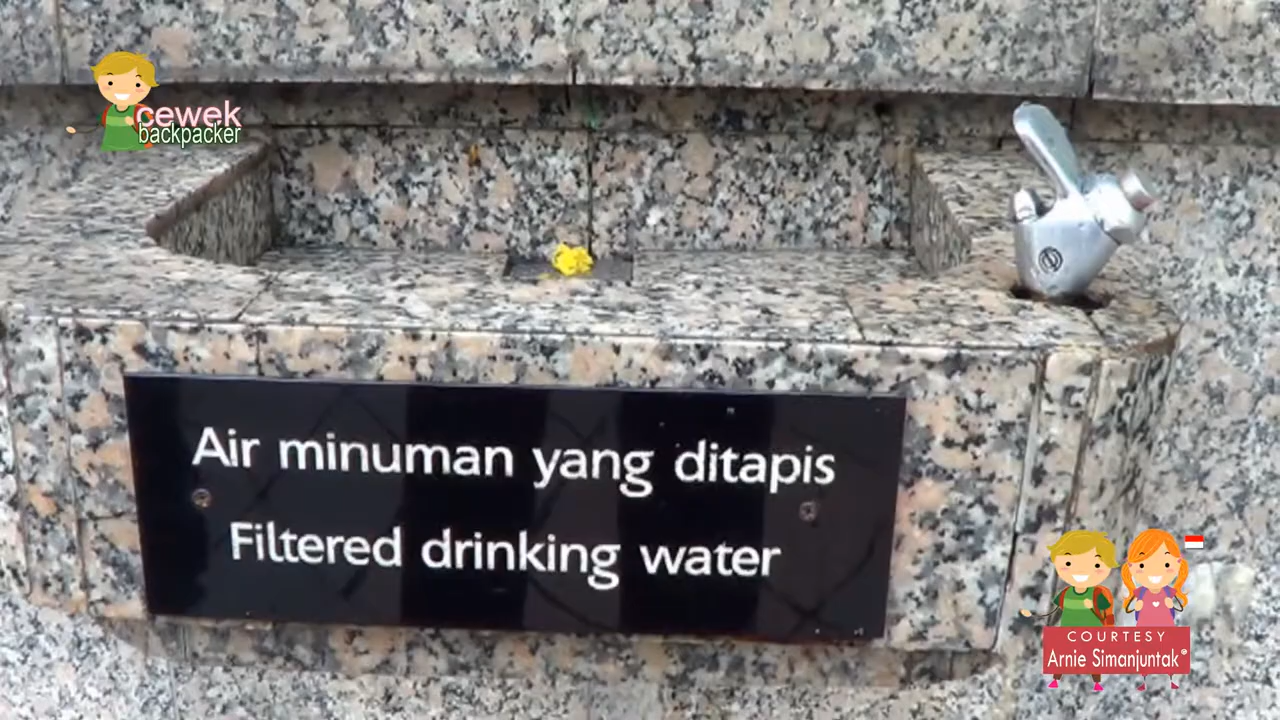 cewek
backpacker
Air minuman yang ditapis
Filtered drinking water
COURTESY
Arnie Simanjuntak®